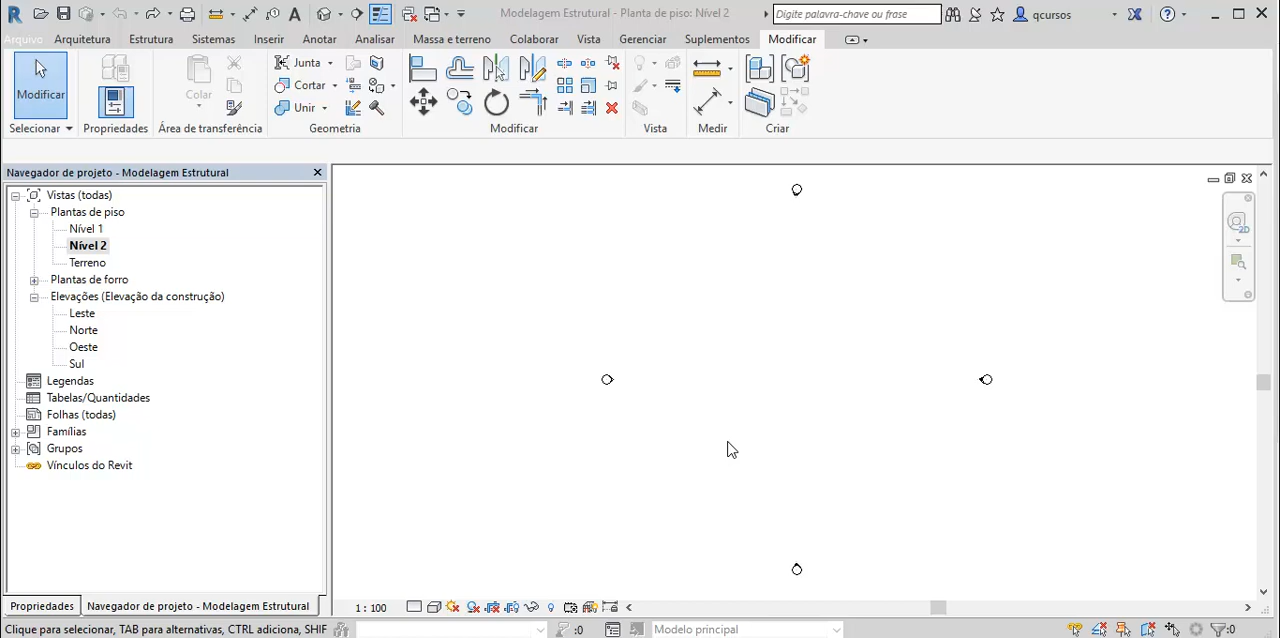 Modelagem Estrutural - Planta de piso: Nível 2
Digite palavra-chave ou frase
qcursos
Arquivo Arquitetura Estrutura Sistemas Inserir Anotar Analisar Massa e terreno Colaborar Vista Gerenciar Suplementos Modificar
Modificar
Colar
Junta
Cortar
Unir
Selecionar Propriedades Área de transferência Geometria Modificar Vista Medir Criar
Navegador de projeto - Modelagem Estrutural
Vistas (todas)
Plantas de piso
Nível 1
Nível 2
Terreno
Plantas de forro
Elevações (Elevação da construção)
Leste
Norte
Oeste
Sul
Legendas
Tabelas/Quantidades
Folhas (todas)
Famílias
Grupos
Vínculos do Revit
2D
Propriedades Navegador de projeto - Modelagem Estrutural
1 : 100
Clique para selecionar, TAB para alternativas, CTRL adiciona, SHIF
:0
Modelo principal
:0